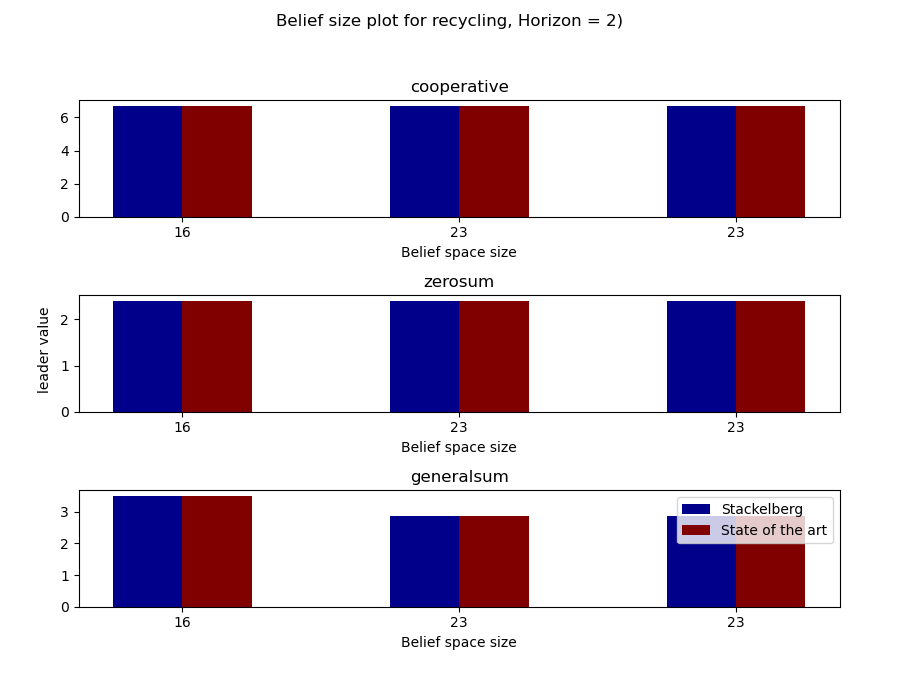 Belief size plot for recycling, Horizon = 2)
cooperative
6
4
2
0
16 23 23
Belief space size
zerosum
leader value
2
1
0
16 23 23
Belief space size
generalsum
3
2
1
0
Stackelberg
State of the art
16 23 23
Belief space size